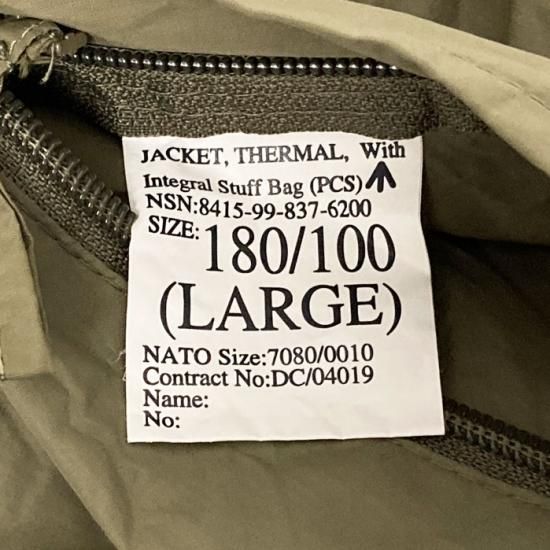 JACKET, THERMAL, With
Integral Stuff Bag (PCS)
NSN:8415-99-837-6200
SIZE: 180/100
(LARGE)
NATO Size:7080/0010
Contract No:DC/04019
Name:
No: